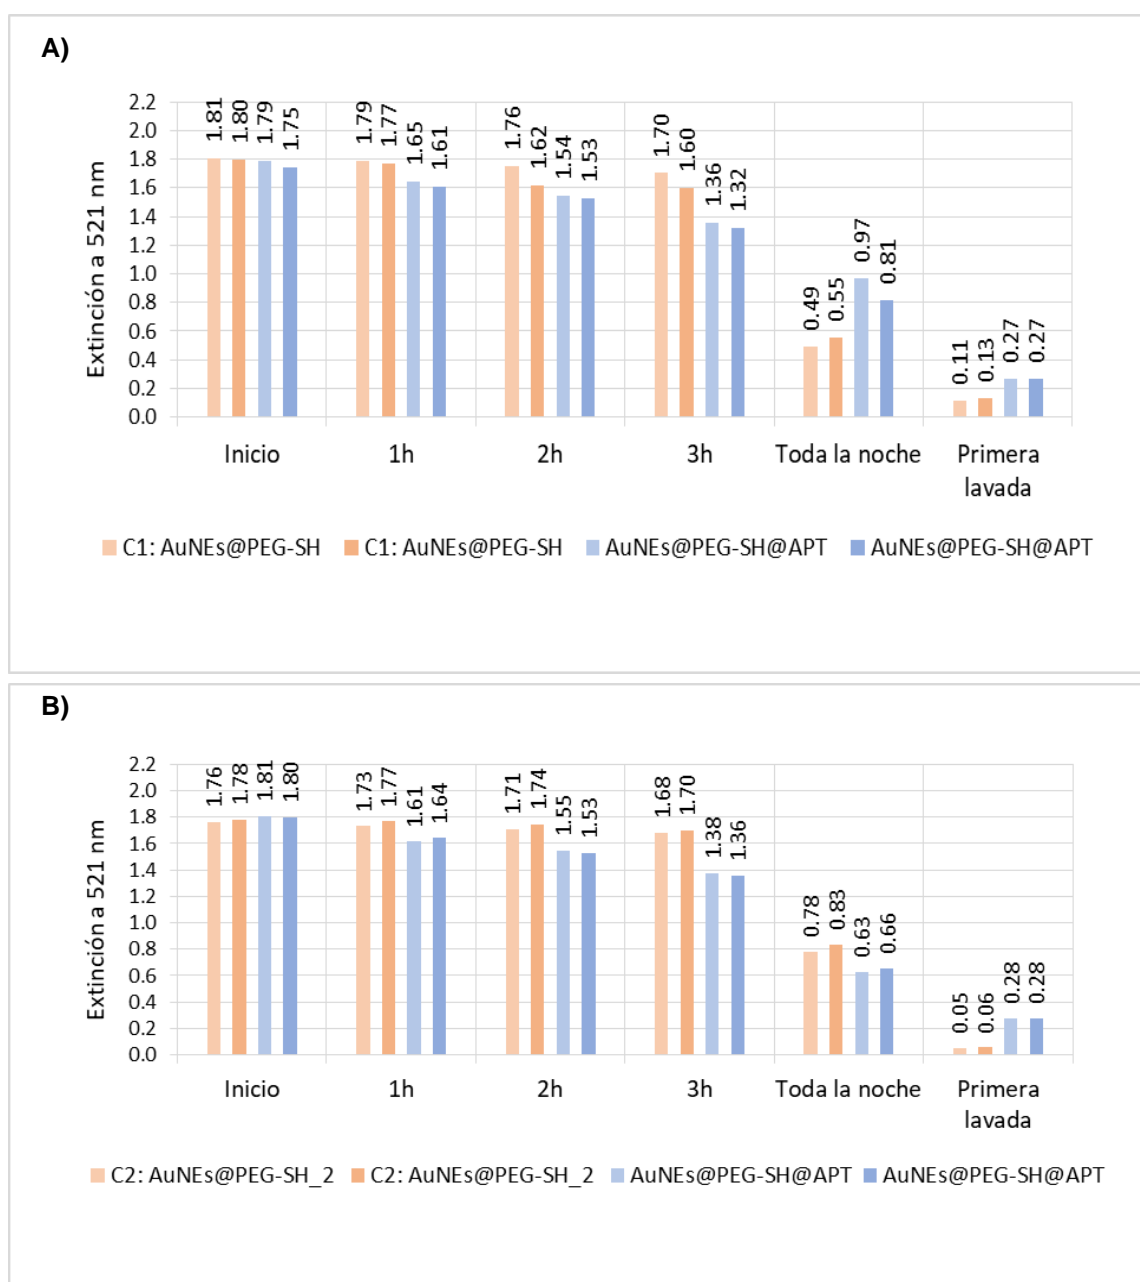 A)
Extinción a 521 nm
2.2
2.0
1.8
1.6
1.4
1.2
1.0
0.8
0.6
0.4
0.2
0.0
1.81 1.80 1.79 1.75
1.79 1.77 1.65 1.61
1.76 1.62 1.54 1.53
1.70 1.60 1.36 1.32
0.49 0.55 0.97 0.81
0.11 0.13 0.27 0.27
Inicio 1h 2h 3h Toda la noche Primera
lavada
C1: AuNEs@PEG-SH C1: AuNEs@PEG-SH AuNEs@PEG-SH@APT AuNEs@PEG-SH@APT
B)
Extinción a 521 nm
2.2
2.0
1.8
1.6
1.4
1.2
1.0
0.8
0.6
0.4
0.2
0.0
1.76 1.78 1.81 1.80
1.73 1.77 1.61 1.64
1.71 1.74 1.55 1.53
1.68 1.70 1.38 1.36
0.78 0.83 0.63 0.66
0.05 0.06 0.28 0.28
Inicio 1h 2h 3h Toda la noche Primera
lavada
C2: AuNEs@PEG-SH_2 C2: AuNEs@PEG-SH_2 AuNEs@PEG-SH@APT AuNEs@PEG-SH@APT